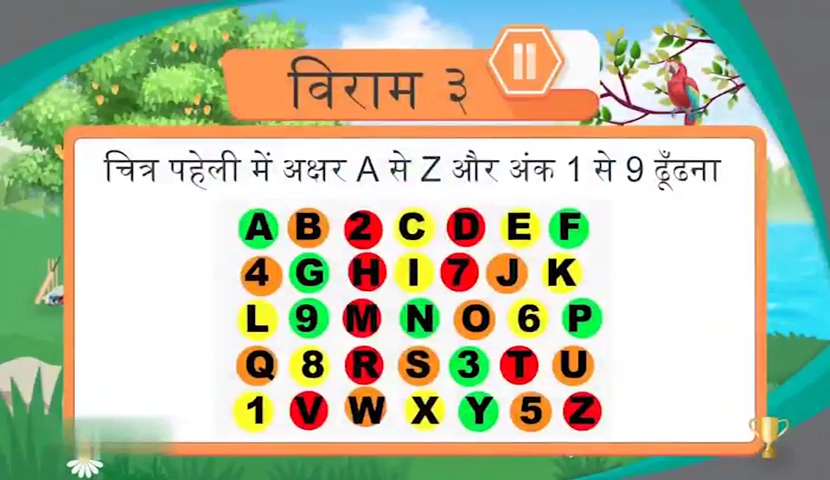 विराम ३
चित्र पहेली में अक्षर A से Z और अंक 1 से 9 ढूँढना
A B 2 C D E F
4 G H I 7 J K
L 9 M N O 6 P
Q 8 R S 3 T U
1 V W X Y 5 Z